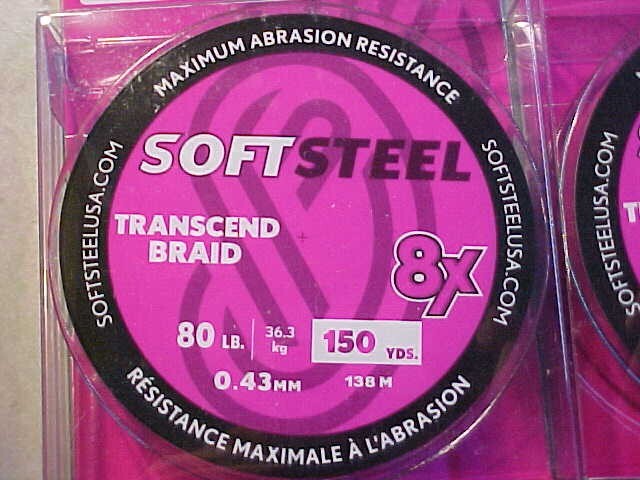 MAXIMUM ABRASION RESISTANCE
SOFTSTEELUSA.COM
SOFTSTEEL
SOFTSTEELUSA.COM
TRANSCEND
BRAID
8X
80 LB.
36.3
kg
150 YDS.
0.43MM
138 M
RÉSISTANCE MAXIMALE À L'ABRASION